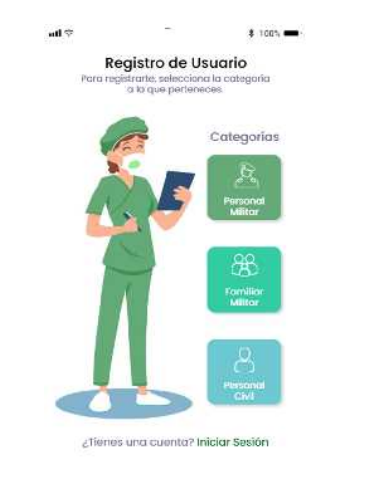 100%
Registro de Usuario
Para registrarte, selecciona la categoría
a la que perteneces
Categorías
Personal
Militar
Familiar
Militar
Personal
Civil
¿Tienes una cuenta? Iniciar Sesión